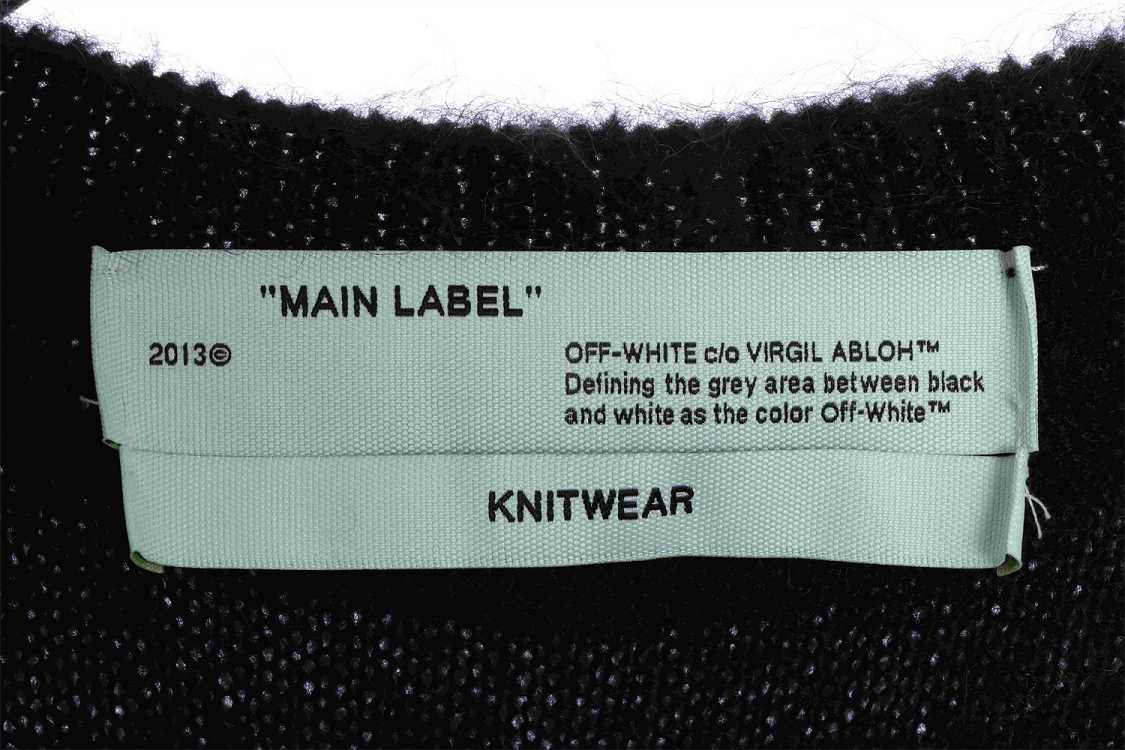 "MAIN LABEL"
2013©
OFF-WHITE c/o VIRGIL ABLOH™
Defining the grey area between black
and white as the color Off-White™
KNITWEAR